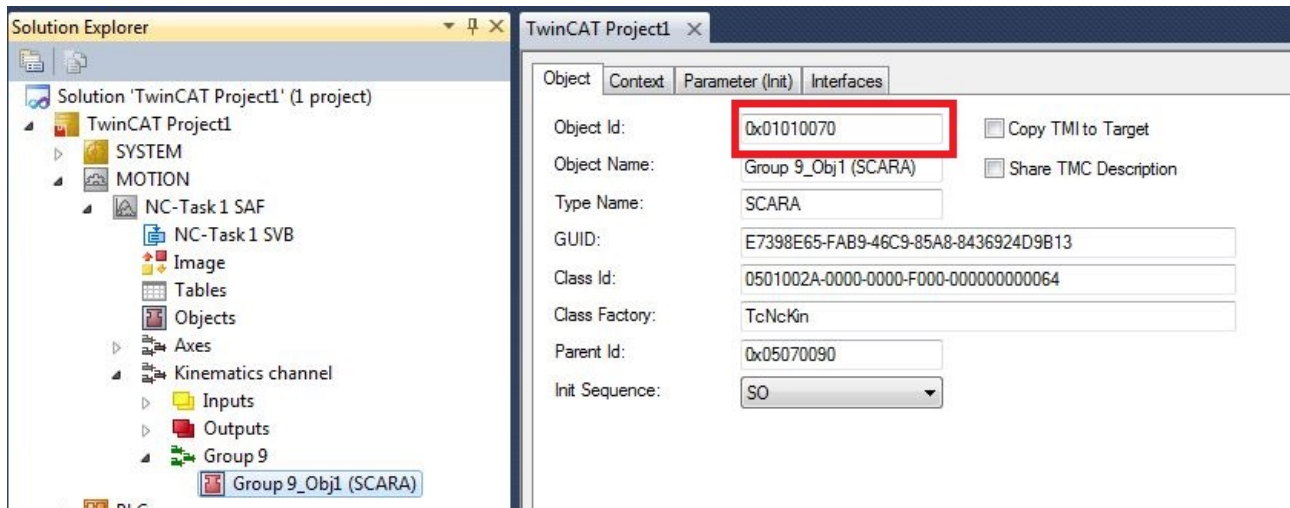 Solution Explorer
Solution 'TwinCAT Project1' (1 project)
TwinCAT Project1
SYSTEM
MOTION
NC-Task 1 SAF
NC-Task 1 SVB
Image
Tables
Objects
Axes
Kinematics channel
Inputs
Outputs
Group 9
Group 9_Obj1 (SCARA)
TwinCAT Project1
Object Context Parameter (Init) Interfaces
Object Id: 0x01010070 Copy TMI to Target
Object Name: Group 9_Obj1 (SCARA) Share TMC Description
Type Name: SCARA
GUID: E7398E65-FAB9-46C9-85A8-8436924D9B13
Class Id: 0501002A-0000-0000-F000-000000000064
Class Factory: TcNcKin
Parent Id: 0x05070090
Init Sequence: SO